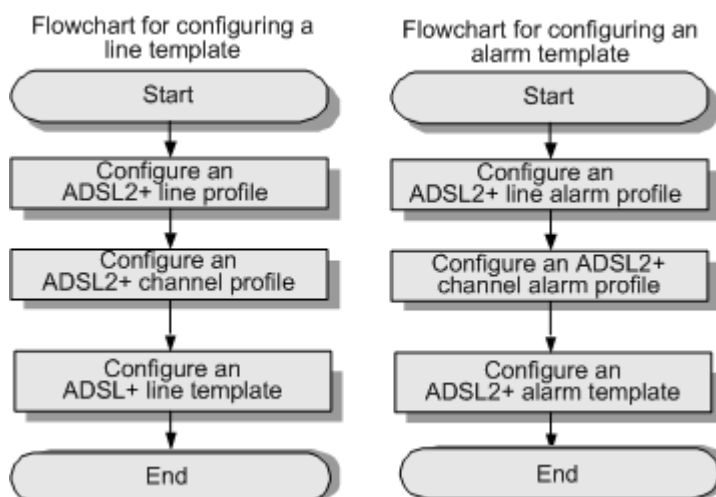 Flowchart for configuring a
line template
Start
Configure an
ADSL2+ line profile
Configure an
ADSL2+ channel profile
Configure an
ADSL+ line template
End
Flowchart for configuring an
alarm template
Start
Configure an
ADSL2+ line alarm profile
Configure an ADSL2+
channel alarm profile
Configure an
ADSL2+ alarm template
End